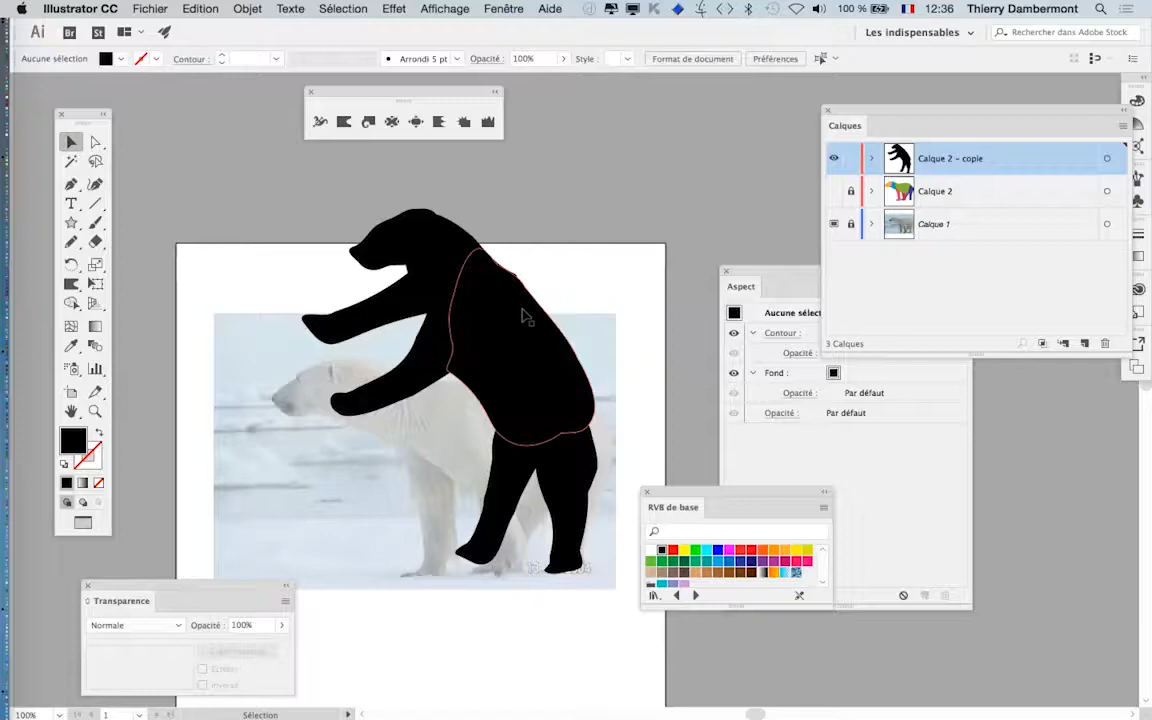 Illustrator CC Fichier Edition Objet Texte Sélection Effet Affichage Fenêtre Aide 100 % 12:36 Thierry Dambermont
Ai Br St Les indispensables Rechercher dans Adobe Stock
Aucune sélection Contour : Arrondi 5 pt Opacité : 100% Style : Format de document Préférences
Calques
Calque 2 - copie
Calque 2
Calque 1
3 Calques
Aspect
Aucune sélect
Contour :
Opacité :
Fond :
Opacité : Par défaut
Opacité : Par défaut
RVB de base
Transparence
Normale Opacité : 100%
100% 1 Sélection